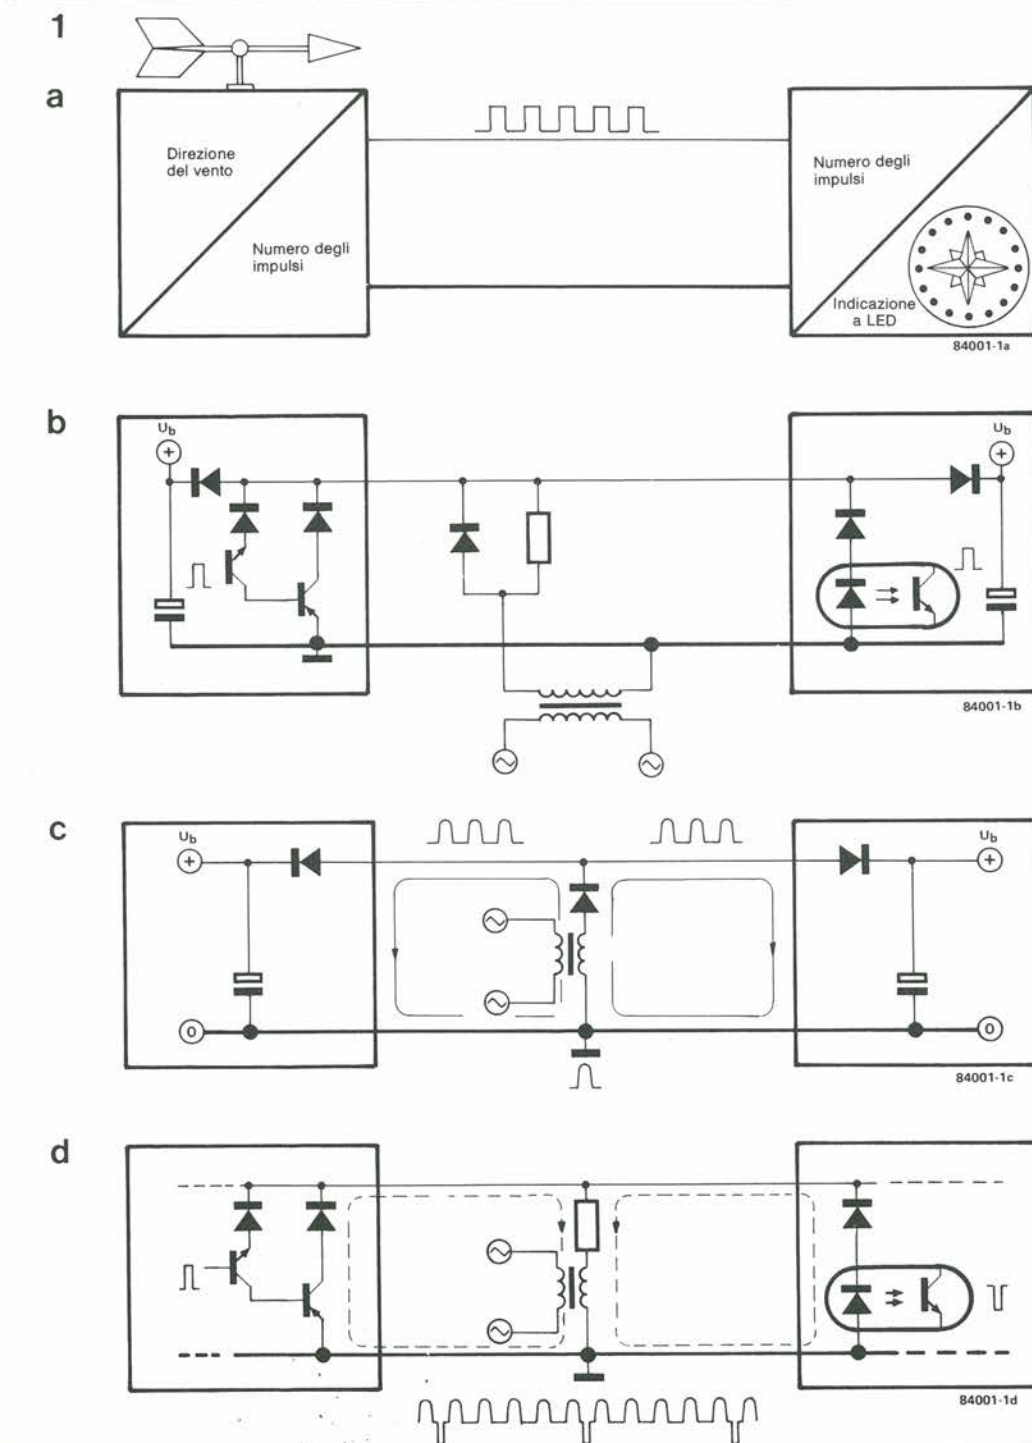 1
a
Direzione
del vento
Numero degli
impulsi
Numero degli
impulsi
Indicazione
a LED
84001-1a
b
Ub
+
Ub
+
84001-1b
c
Ub
+
+
0
0
84001-1c
d
84001-1d